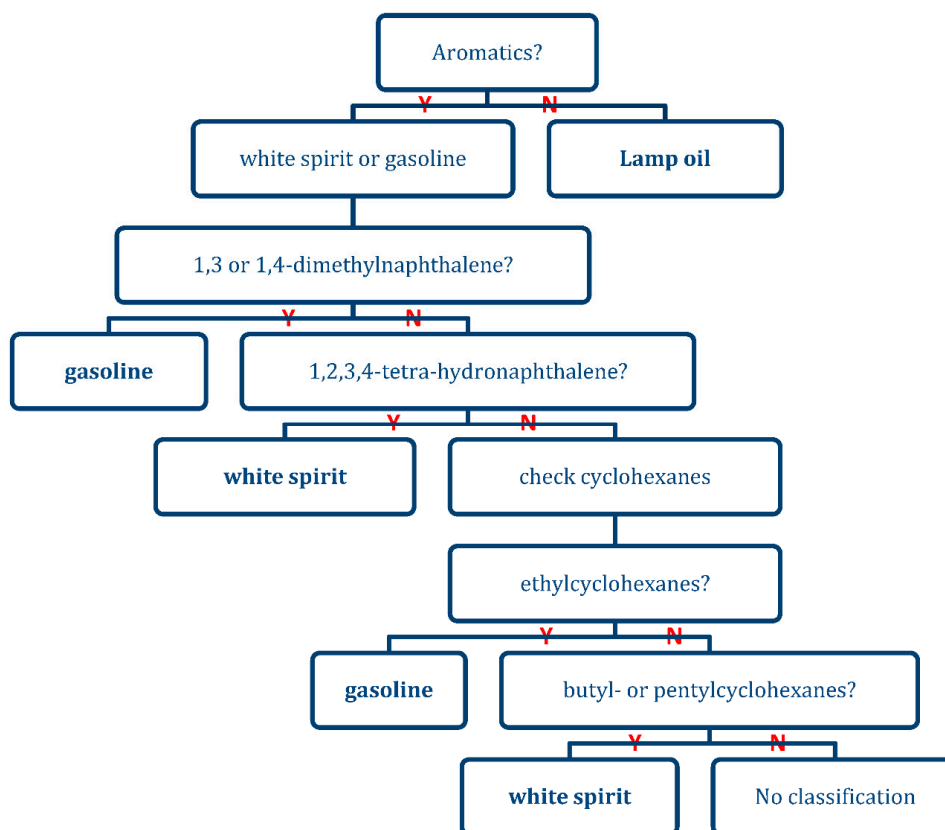 Aromatics?
Y N
white spirit or gasoline
Lamp oil
1,3 or 1,4-dimethylnaphthalene?
Y N
gasoline
1,2,3,4-tetra-hydronaphthalene?
Y N
white spirit
check cyclohexanes
ethylcyclohexanes?
Y N
gasoline
butyl- or pentylcyclohexanes?
Y N
white spirit
No classification